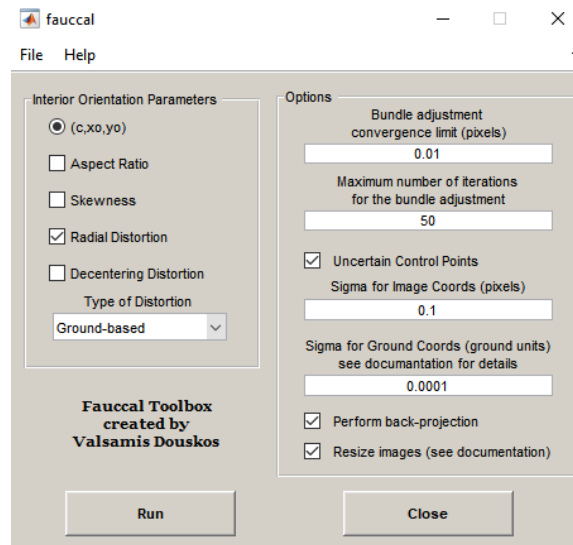 fauccal
File Help
Interior Orientation Parameters
(c,xo,yo)
Aspect Ratio
Skewness
Radial Distortion
Decentering Distortion
Type of Distortion
Ground-based
Fauccal Toolbox
created by
Valsamis Douskos
Options
Bundle adjustment
convergence limit (pixels)
0.01
Maximum number of iterations
for the bundle adjustment
50
Uncertain Control Points
Sigma for Image Coords (pixels)
0.1
Sigma for Ground Coords (ground units)
see documantation for details
0.0001
Perform back-projection
Resize images (see documentation)
Run
Close